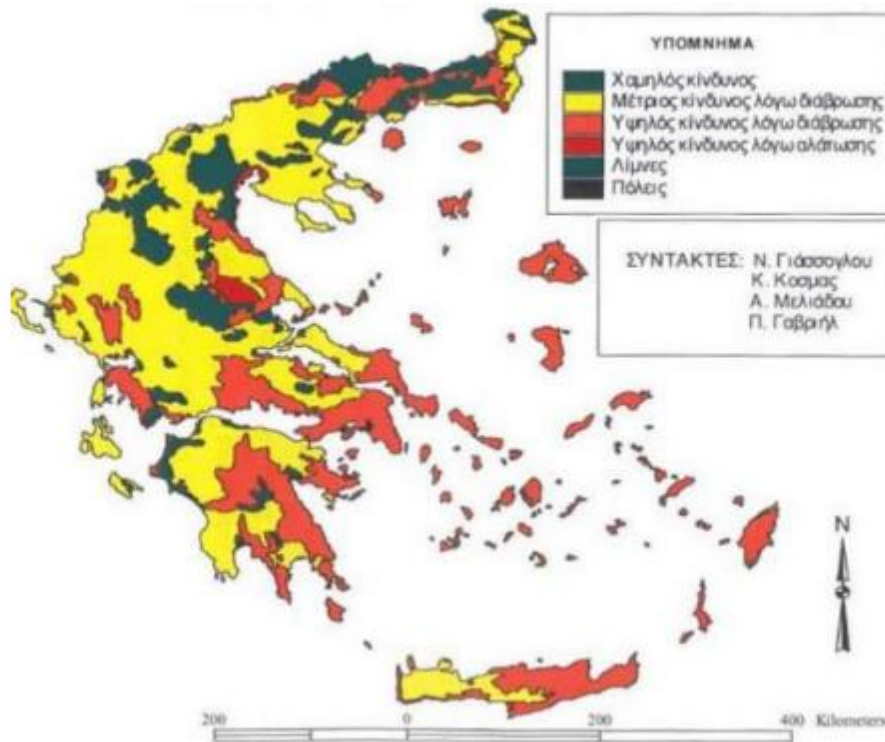 ΥΠΟΜΝΗΜΑ
Χαμηλός κίνδυνος
Μέτριος κίνδυνος λόγω διάβρωσης
Υψηλός κίνδυνος λόγω διάβρωσης
Υψηλός κίνδυνος λόγω αλάτωσης
Λίμνες
Πόλεις
ΣΥΝΤΑΚΤΕΣ: Ν. Γιάσσογλου
Κ. Κοσμας
Α. Μελιάδου
Π. Γαβριήλ
N
200 0 200 400 Kilometers